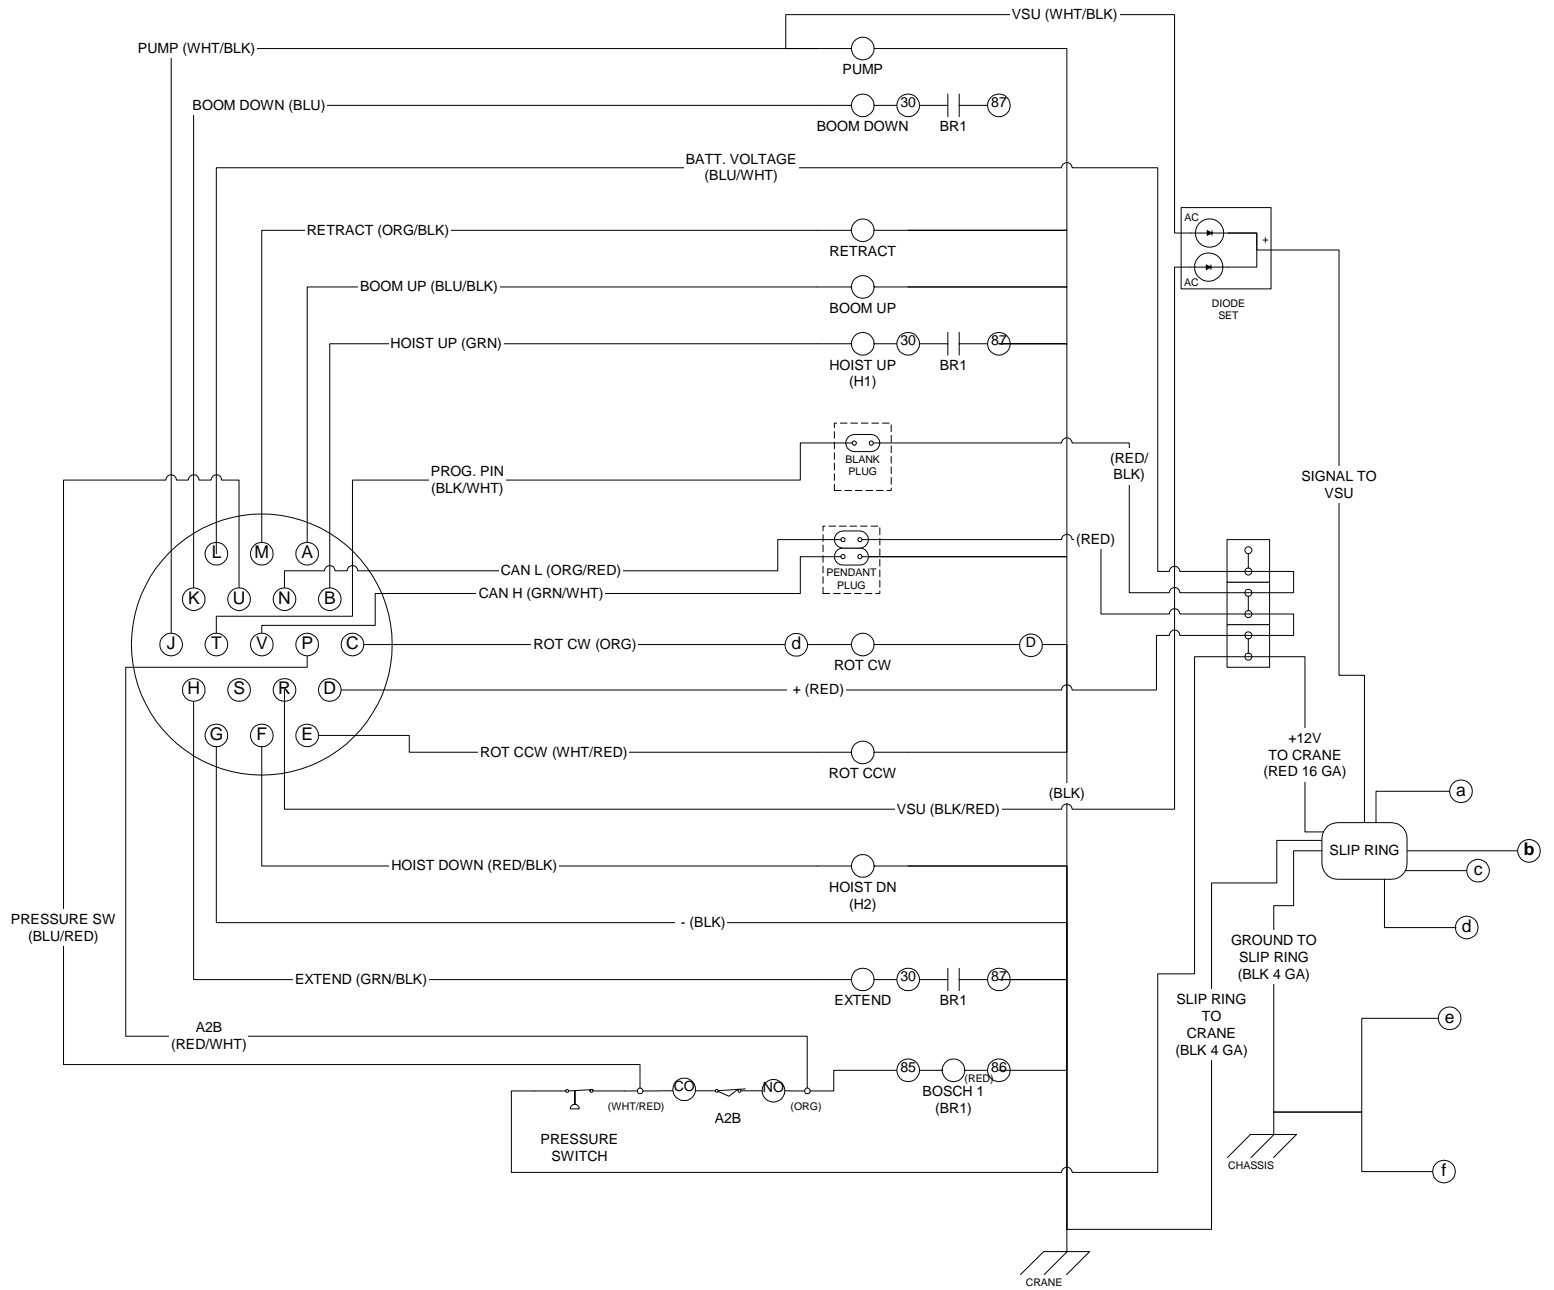 VSU (WHT/BLK)
PUMP (WHT/BLK)
PUMP
BOOM DOWN (BLU)
30
87
BOOM DOWN
BR1
BATT. VOLTAGE
(BLU/WHT)
AC
+
AC
DIODE
SET
RETRACT (ORG/BLK)
RETRACT
BOOM UP (BLU/BLK)
BOOM UP
HOIST UP (GRN)
30
87
HOIST UP
(H1)
BR1
BLANK
PLUG
(RED/
BLK)
PROG. PIN
(BLK/WHT)
SIGNAL TO
VSU
L
M
A
(RED)
PENDANT
PLUG
CAN L (ORG/RED)
CAN H (GRN/WHT)
K
U
N
B
J
T
V
P
C
ROT CW (ORG)
d
ROT CW
D
H
S
R
D
+ (RED)
G
F
E
ROT CCW (WHT/RED)
ROT CCW
+12V
TO CRANE
(RED 16 GA)
(BLK)
VSU (BLK/RED)
a
SLIP RING
b
c
d
HOIST DOWN (RED/BLK)
HOIST DN
(H2)
PRESSURE SW
(BLU/RED)
- (BLK)
GROUND TO
SLIP RING
(BLK 4 GA)
EXTEND (GRN/BLK)
30
87
EXTEND
BR1
SLIP RING
TO
CRANE
(BLK 4 GA)
e
A2B
(RED/WHT)
85
86
(RED)
BOSCH 1
(BR1)
CO
NO
(WHT/RED)
A2B
(ORG)
PRESSURE
SWITCH
CHASSIS
f
CRANE